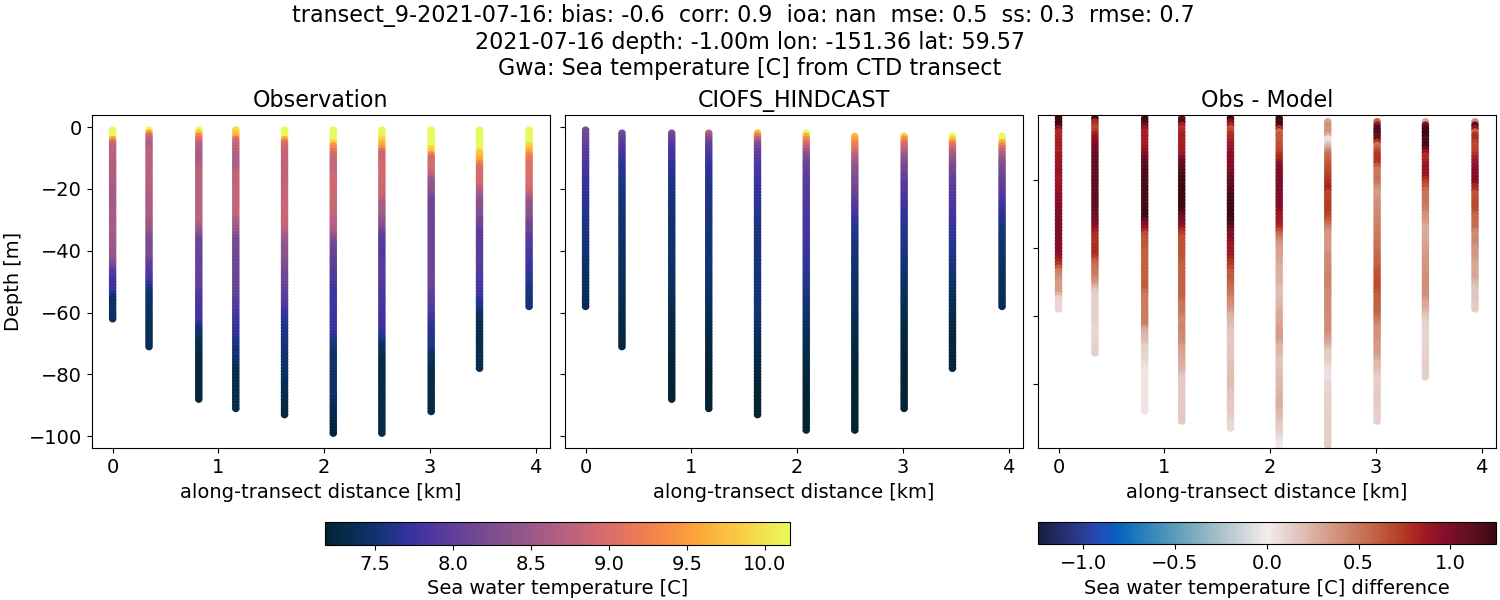 transect_9-2021-07-16: bias: -0.6  corr: 0.9  ioa: nan  mse: 0.5  ss: 0.3  rmse: 0.7
2021-07-16 depth: -1.00m lon: -151.36 lat: 59.57
Gwa: Sea temperature [C] from CTD transect
Observation
CIOFS_HINDCAST
Obs - Model
Depth [m]
0
−20
−40
−60
−80
−100
0 1 2 3 4
0 1 2 3 4
0 1 2 3 4
along-transect distance [km]
along-transect distance [km]
along-transect distance [km]
7.5 8.0 8.5 9.0 9.5 10.0
Sea water temperature [C]
−1.0 −0.5 0.0 0.5 1.0
Sea water temperature [C] difference